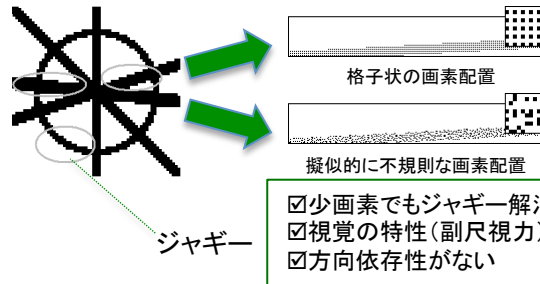 格子状の画素配置
擬似的に不規則な画素配置
ジャギー
☑少画素でもジャギー解
☑視覚の特性(副尺視力)
☑方向依存性がない